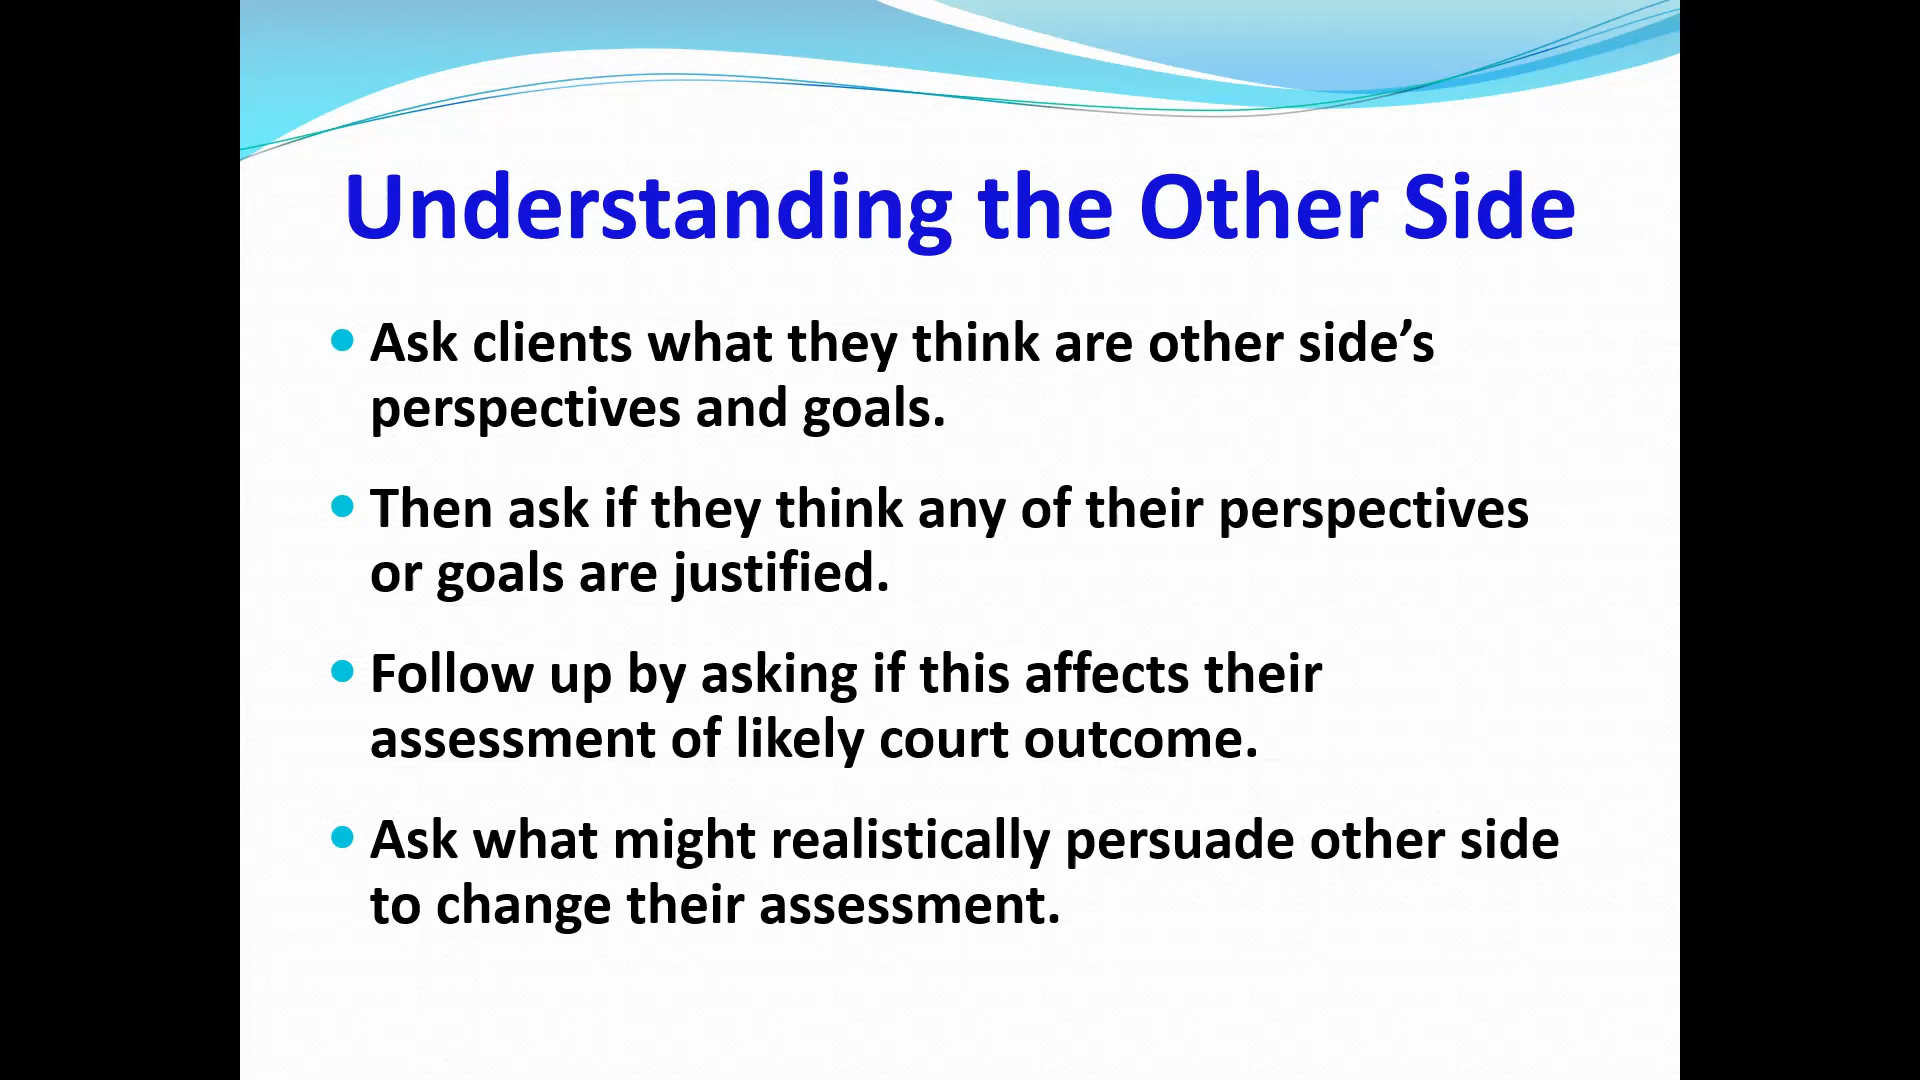 Understanding the Other Side
• Ask clients what they think are other side’s
perspectives and goals.
• Then ask if they think any of their perspectives
or goals are justified.
• Follow up by asking if this affects their
assessment of likely court outcome.
• Ask what might realistically persuade other side
to change their assessment.